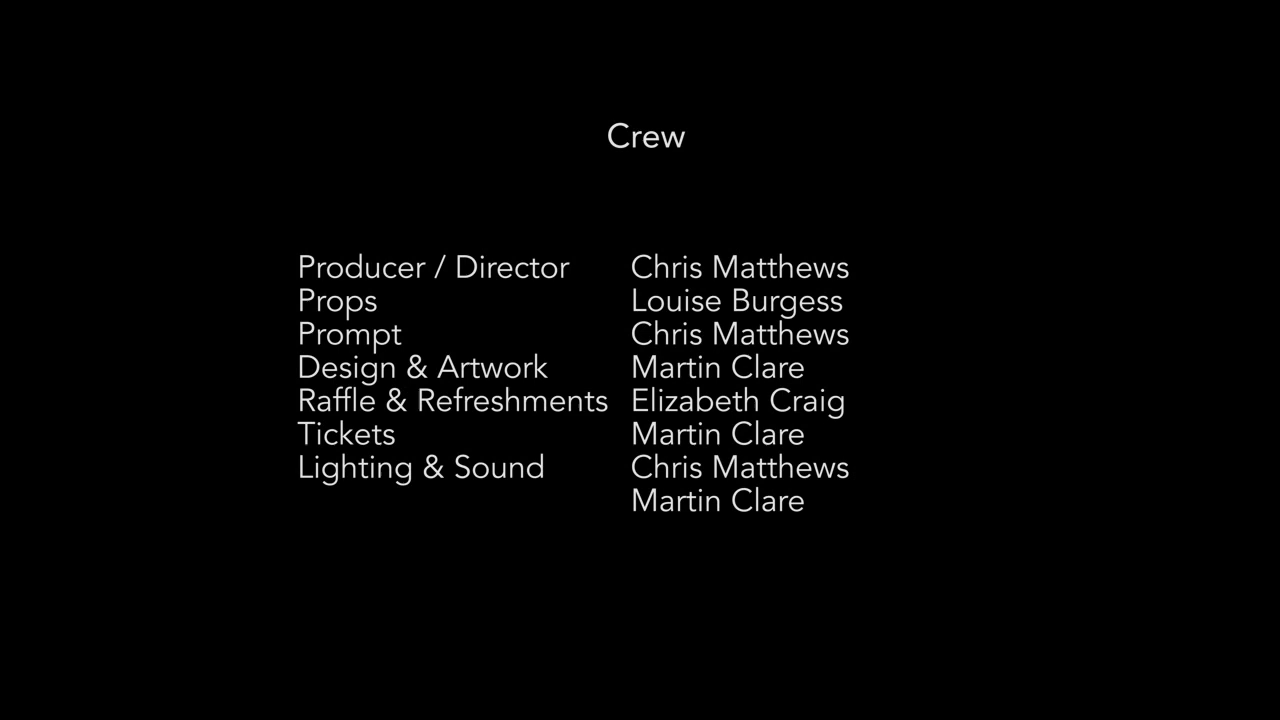 Crew
Producer / Director Chris Matthews
Props Louise Burgess
Prompt Chris Matthews
Design & Artwork Martin Clare
Raffle & Refreshments Elizabeth Craig
Tickets Martin Clare
Lighting & Sound Chris Matthews
Martin Clare